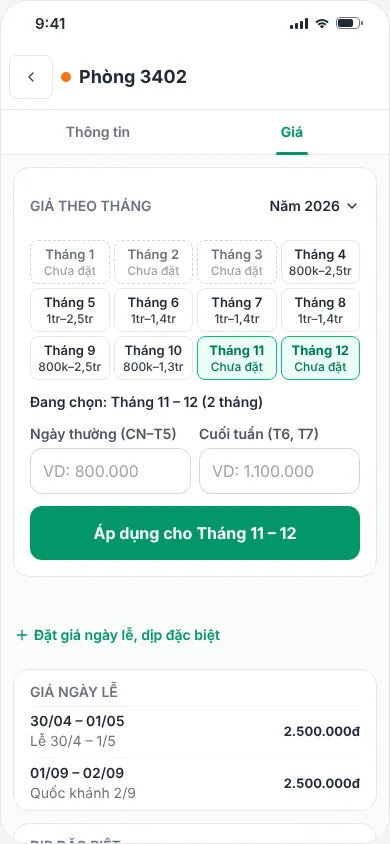 9:41
Phòng 3402
Thông tin
Giá
GIÁ THEO THÁNG
Năm 2026
Tháng 1
Chưa đặt
Tháng 2
Chưa đặt
Tháng 3
Chưa đặt
Tháng 4
800k–2,5tr
Tháng 5
1tr–2,5tr
Tháng 6
1tr–1,4tr
Tháng 7
1tr–1,4tr
Tháng 8
1tr–1,4tr
Tháng 9
800k–2,5tr
Tháng 10
800k–1,3tr
Tháng 11
Chưa đặt
Tháng 12
Chưa đặt
Đang chọn: Tháng 11 – 12 (2 tháng)
Ngày thường (CN–T5)
Cuối tuần (T6, T7)
VD: 800.000
VD: 1.100.000
Áp dụng cho Tháng 11 – 12
+ Đặt giá ngày lễ, dịp đặc biệt
GIÁ NGÀY LỄ
30/04 – 01/05
Lễ 30/4 – 1/5
2.500.000đ
01/09 – 02/09
Quốc khánh 2/9
2.500.000đ
DỊP ĐẶC BIỆT